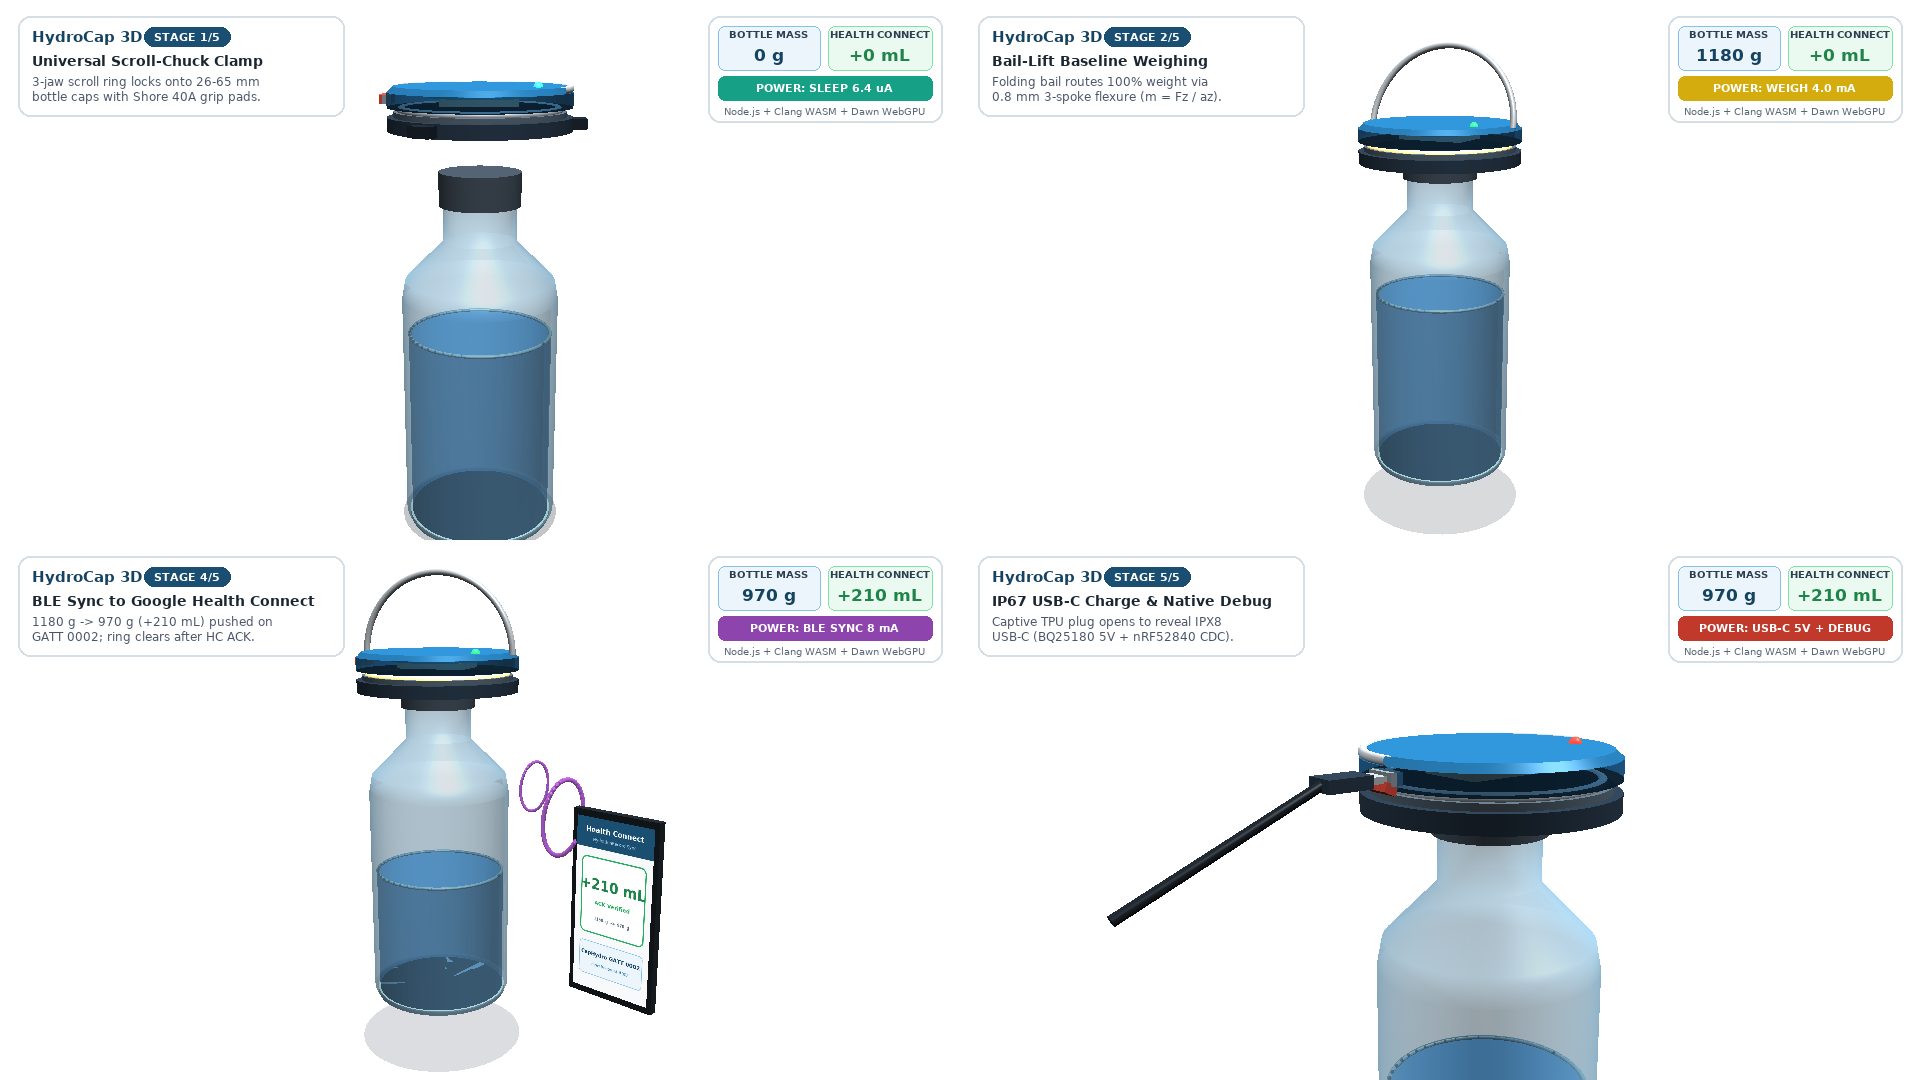 HydroCap 3D STAGE 1/5
Universal Scroll-Chuck Clamp
3-jaw scroll ring locks onto 26-65 mm
bottle caps with Shore 40A grip pads.
BOTTLE MASS
0 g
HEALTH CONNECT
+0 mL
POWER: SLEEP 6.4 uA
Node.js + Clang WASM + Dawn WebGPU
HydroCap 3D STAGE 2/5
Bail-Lift Baseline Weighing
Folding bail routes 100% weight via
0.8 mm 3-spoke flexure (m = Fz / az).
BOTTLE MASS
1180 g
HEALTH CONNECT
+0 mL
POWER: WEIGH 4.0 mA
Node.js + Clang WASM + Dawn WebGPU
HydroCap 3D STAGE 4/5
BLE Sync to Google Health Connect
1180 g -> 970 g (+210 mL) pushed on
GATT 0002; ring clears after HC ACK.
BOTTLE MASS
970 g
HEALTH CONNECT
+210 mL
POWER: BLE SYNC 8 mA
Node.js + Clang WASM + Dawn WebGPU
Health Connect
+210 mL
ACK Verified
CapHydro GATT 0002
HydroCap 3D STAGE 5/5
IP67 USB-C Charge & Native Debug
Captive TPU plug opens to reveal IPX8
USB-C (BQ25180 5V + nRF52840 CDC).
BOTTLE MASS
970 g
HEALTH CONNECT
+210 mL
POWER: USB-C 5V + DEBUG
Node.js + Clang WASM + Dawn WebGPU